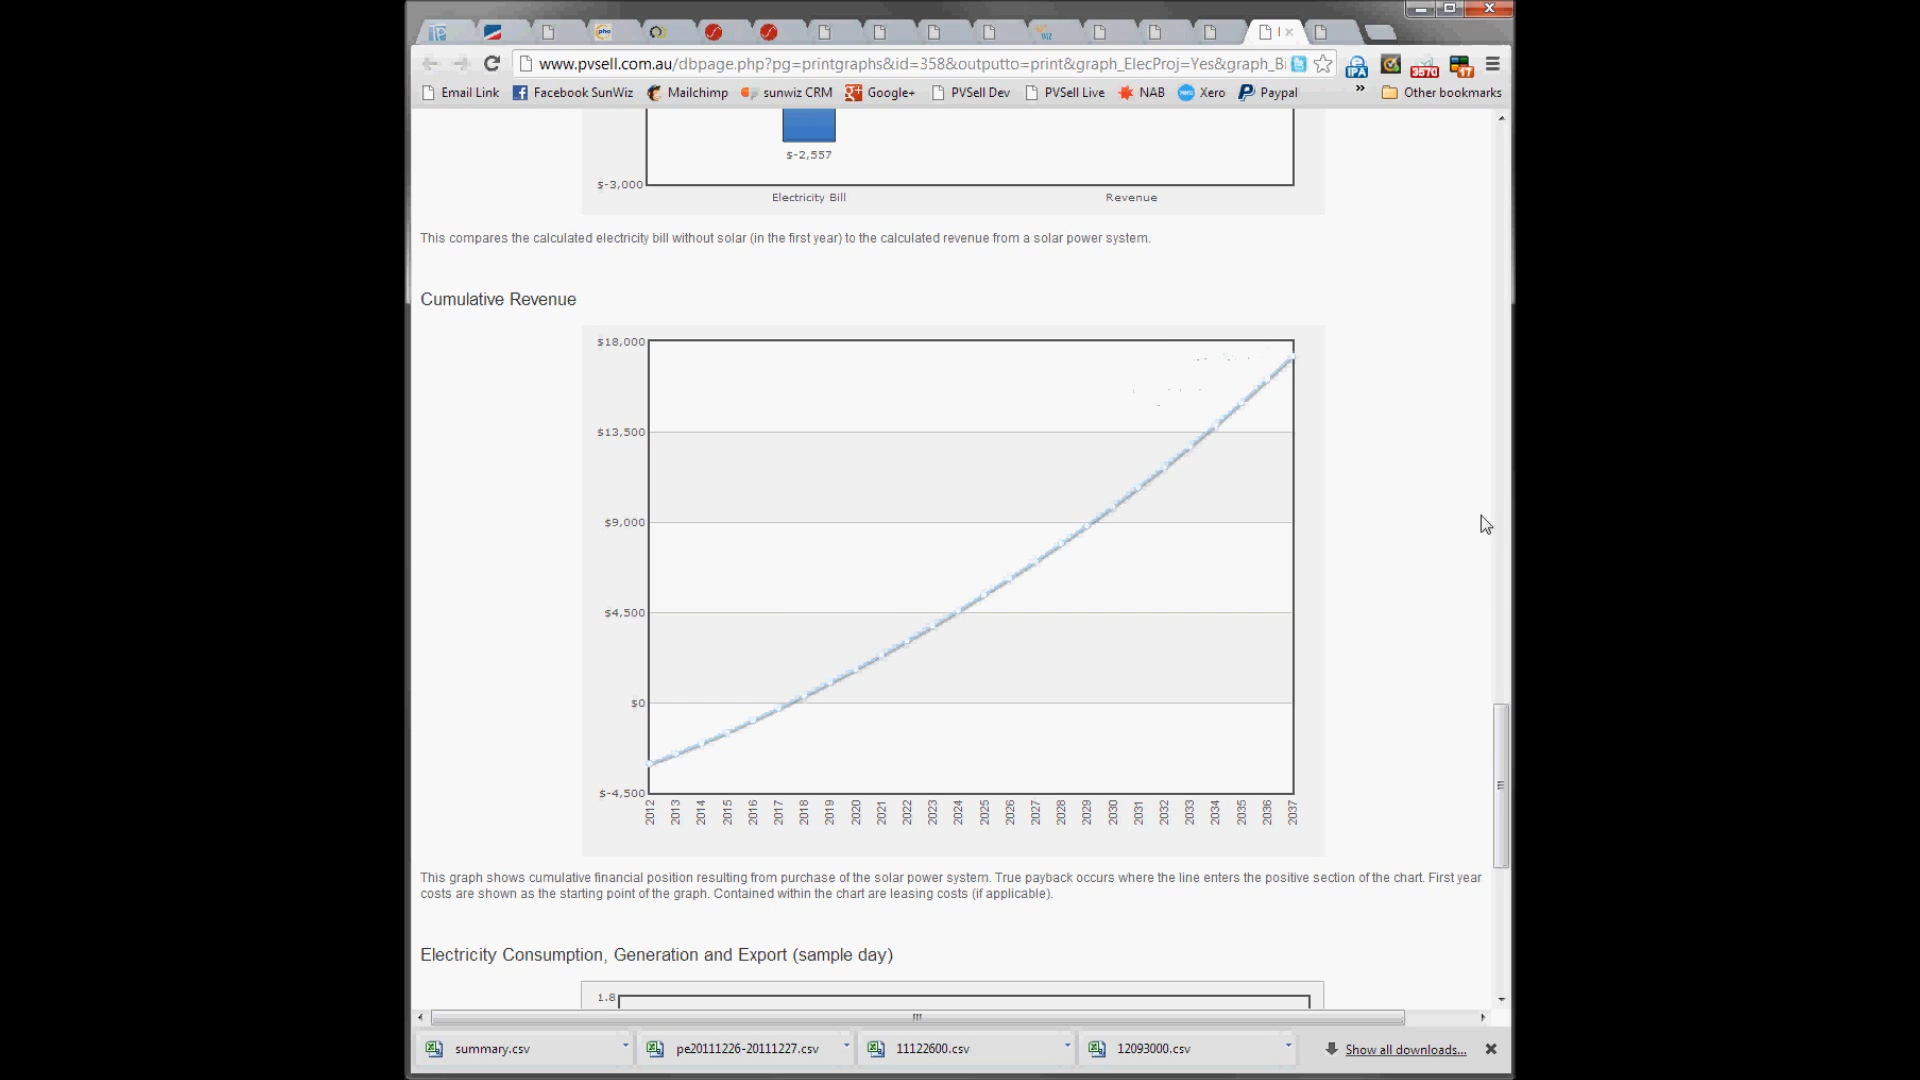 www.pvsell.com.au/dbpage.php?pg=printgraphs&id=358&outputto=print&graph_ElecProj=Yes&graph_Bi
Email Link Facebook SunWiz Mailchimp sunwiz CRM Google+ PVSell Dev PVSell Live NAB Xero Paypal » Other bookmarks
$-2,557
$-3,000
Electricity Bill Revenue
This compares the calculated electricity bill without solar (in the first year) to the calculated revenue from a solar power system.
Cumulative Revenue
$18,000
$13,500
$9,000
$4,500
$0
$-4,500
2012 2013 2014 2015 2016 2017 2018 2019 2020 2021 2022 2023 2024 2025 2026 2027 2028 2029 2030 2031 2032 2033 2034 2035 2036 2037
This graph shows cumulative financial position resulting from purchase of the solar power system. True payback occurs where the line enters the positive section of the chart. First year
costs are shown as the starting point of the graph. Contained within the chart are leasing costs (if applicable).
Electricity Consumption, Generation and Export (sample day)
1.8
summary.csv pe20111226-20111227.csv 11122600.csv 12093000.csv Show all downloads...